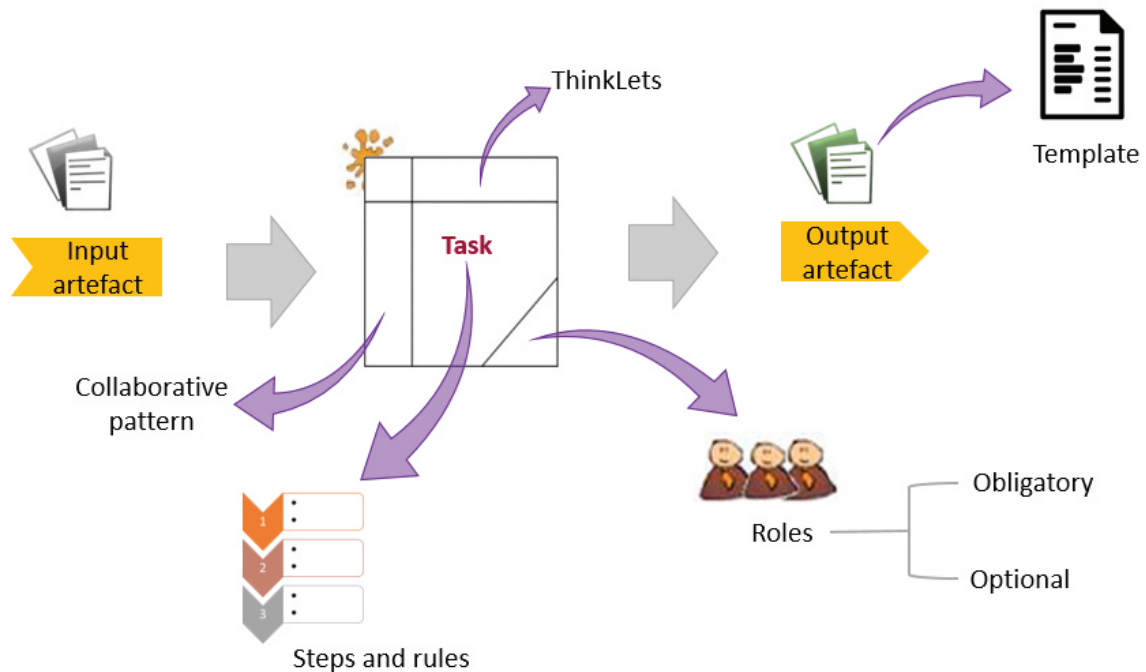 ThinkLets
Template
Input
artefact
Task
Output
artefact
Collaborative
pattern
1
2
3
Steps and rules
Roles
Obligatory
Optional